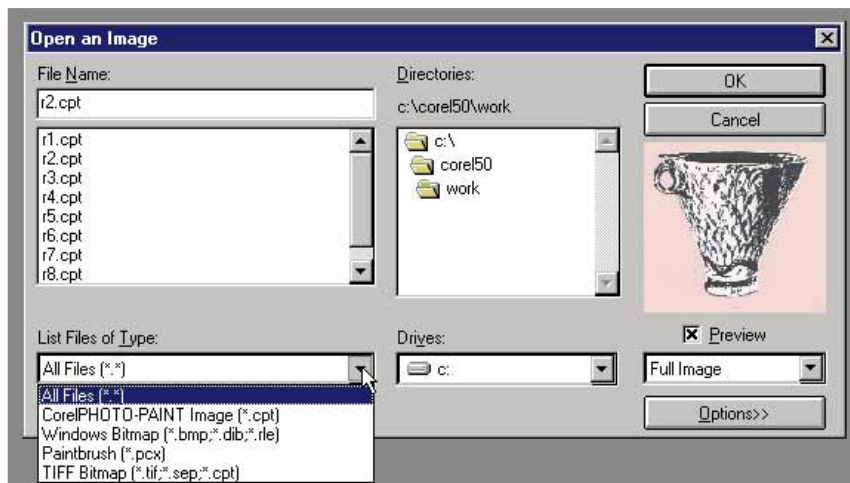 Open an Image
File Name:
r2.cpt
r1.cpt
r2.cpt
r3.cpt
r4.cpt
r5.cpt
r6.cpt
r7.cpt
r8.cpt
List Files of Type:
All Files (*.*)
All Files (*.*)
CorelPHOTO-PAINT Image (*.cpt)
Windows Bitmap (*.bmp;*.dib;*.rle)
Paintbrush (*.pcx)
TIFF Bitmap (*.tif;*.sep;*.cpt)
Directories:
c:\corel50\work
c:\
corel50
work
Drives:
c:
OK
Cancel
Preview
Full Image
Options>>